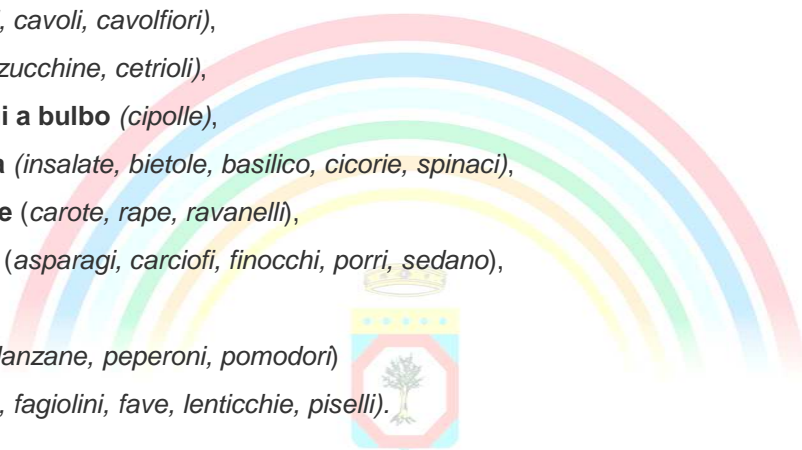 , cavoli, cavolfiori),
zucchine, cetrioli),
i a bulbo (cipolle),
a (insalate, bietole, basilico, cicorie, spinaci),
e (carote, rape, ravanelli),
(asparagi, carciofi, finocchi, porri, sedano),
lanzane, peperoni, pomodori)
, fagiolini, fave, lenticchie, piselli).